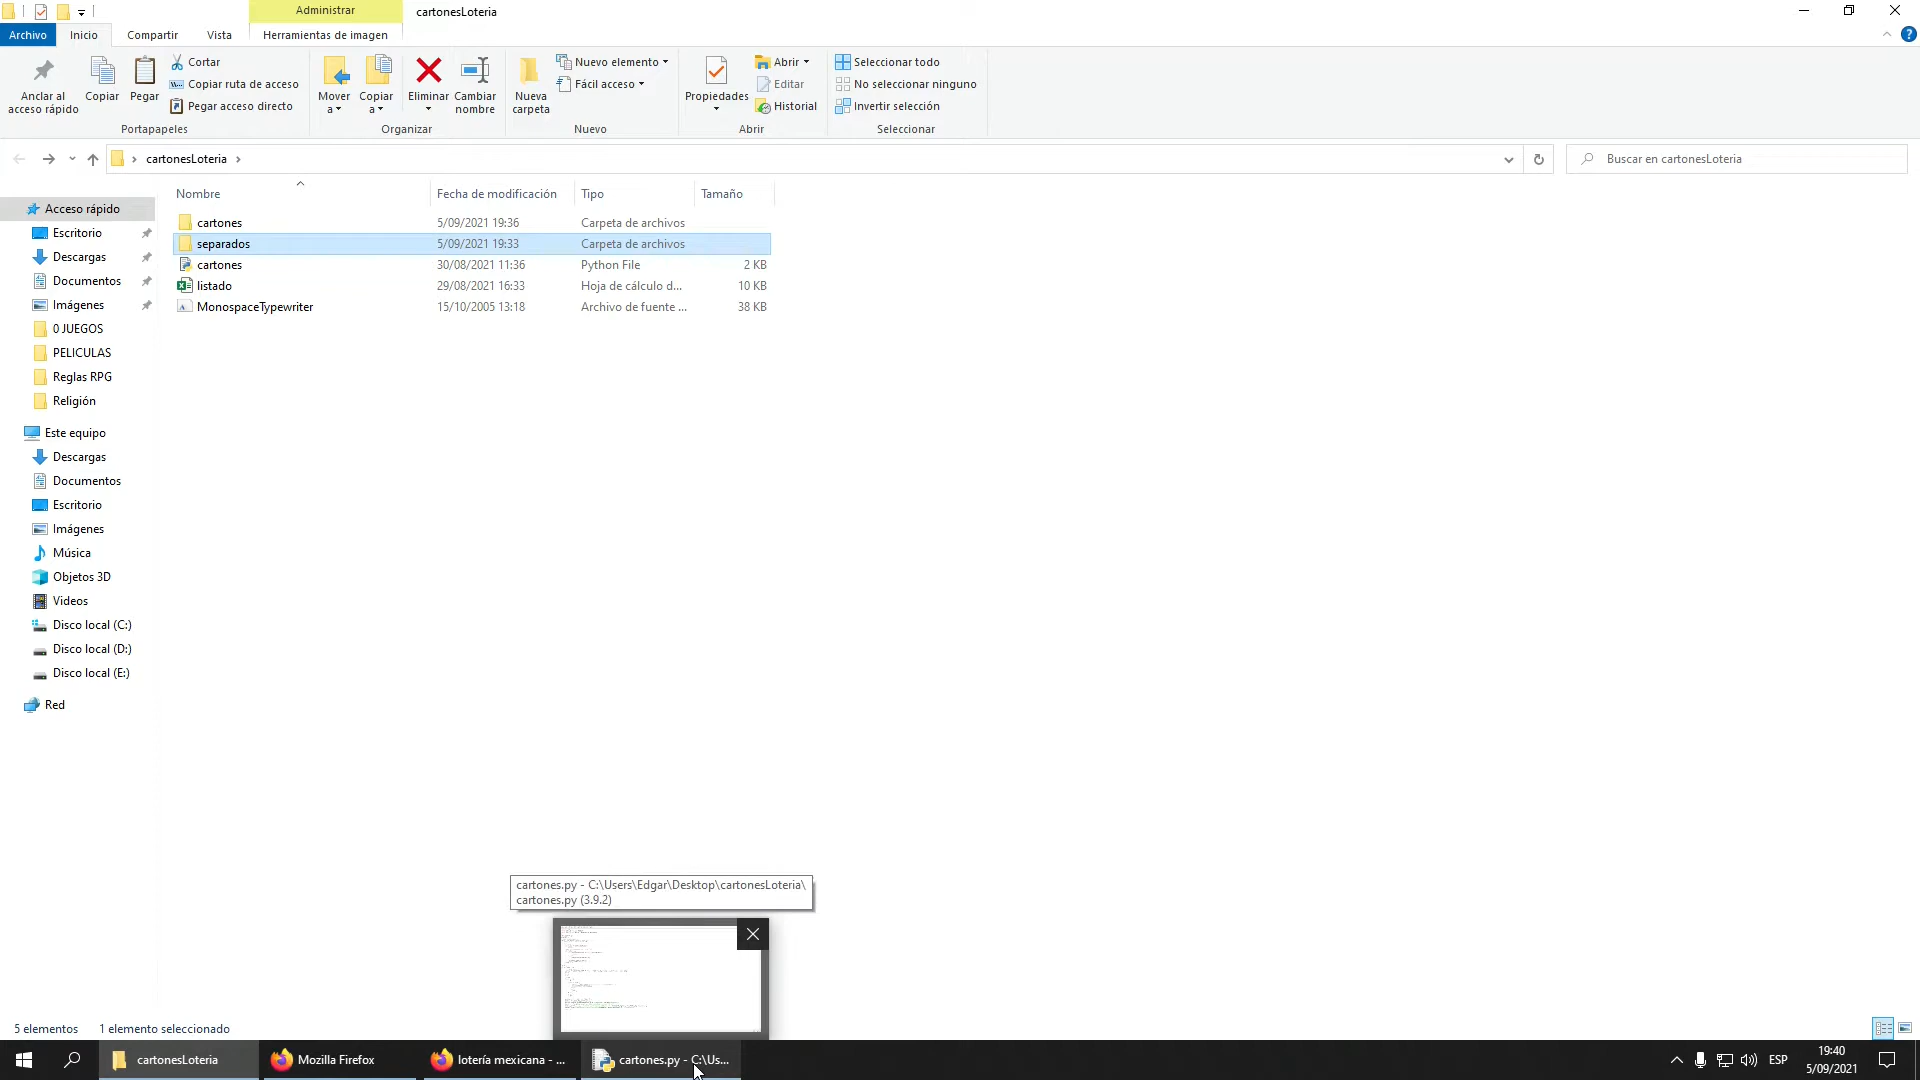 Administrar
cartonesLoteria
Archivo
Inicio
Compartir
Vista
Herramientas de imagen
Anclar al
acceso rápido
Copiar
Pegar
Cortar
Copiar ruta de acceso
Pegar acceso directo
Portapapeles
Mover
a
Copiar
a
Eliminar
Cambiar
nombre
Organizar
Nueva
carpeta
Nuevo elemento
Fácil acceso
Nuevo
Propiedades
Abrir
Editar
Historial
Abrir
Seleccionar todo
No seleccionar ninguno
Invertir selección
Seleccionar
cartonesLoteria
Buscar en cartonesLoteria
Nombre
Fecha de modificación
Tipo
Tamaño
cartones
5/09/2021 19:36
Carpeta de archivos
separados
5/09/2021 19:33
Carpeta de archivos
cartones
30/08/2021 11:36
Python File
2 KB
listado
29/08/2021 16:33
Hoja de cálculo d...
10 KB
MonospaceTypewriter
15/10/2005 13:18
Archivo de fuente ...
38 KB
Acceso rápido
Escritorio
Descargas
Documentos
Imágenes
0 JUEGOS
PELICULAS
Reglas RPG
Religión
Este equipo
Descargas
Documentos
Escritorio
Imágenes
Música
Objetos 3D
Videos
Disco local (C:)
Disco local (D:)
Disco local (E:)
Red
cartones.py - C:\Users\Edgar\Desktop\cartonesLoteria\
cartones.py (3.9.2)
5 elementos
1 elemento seleccionado
cartonesLoteria
Mozilla Firefox
lotería mexicana - ...
cartones.py - C:\Us...
ESP
19:40
5/09/2021